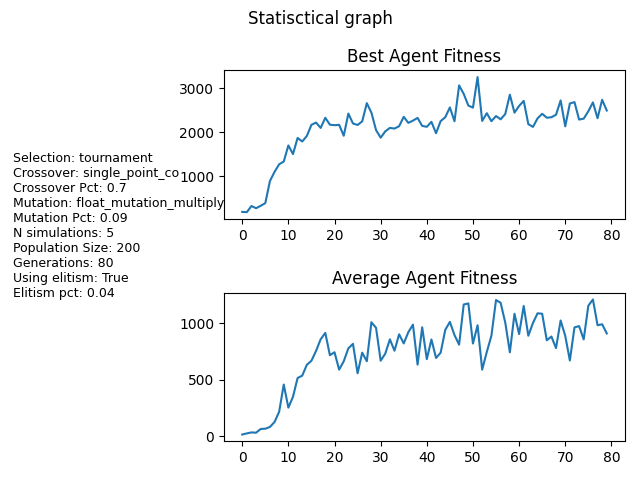 Statisctical graph
Best Agent Fitness
3000
2000
1000
0 10 20 30 40 50 60 70 80
Selection: tournament
Crossover: single_point_co
Crossover Pct: 0.7
Mutation: float_mutation_multiply
Mutation Pct: 0.09
N simulations: 5
Population Size: 200
Generations: 80
Using elitism: True
Elitism pct: 0.04
Average Agent Fitness
1000
500
0
0 10 20 30 40 50 60 70 80